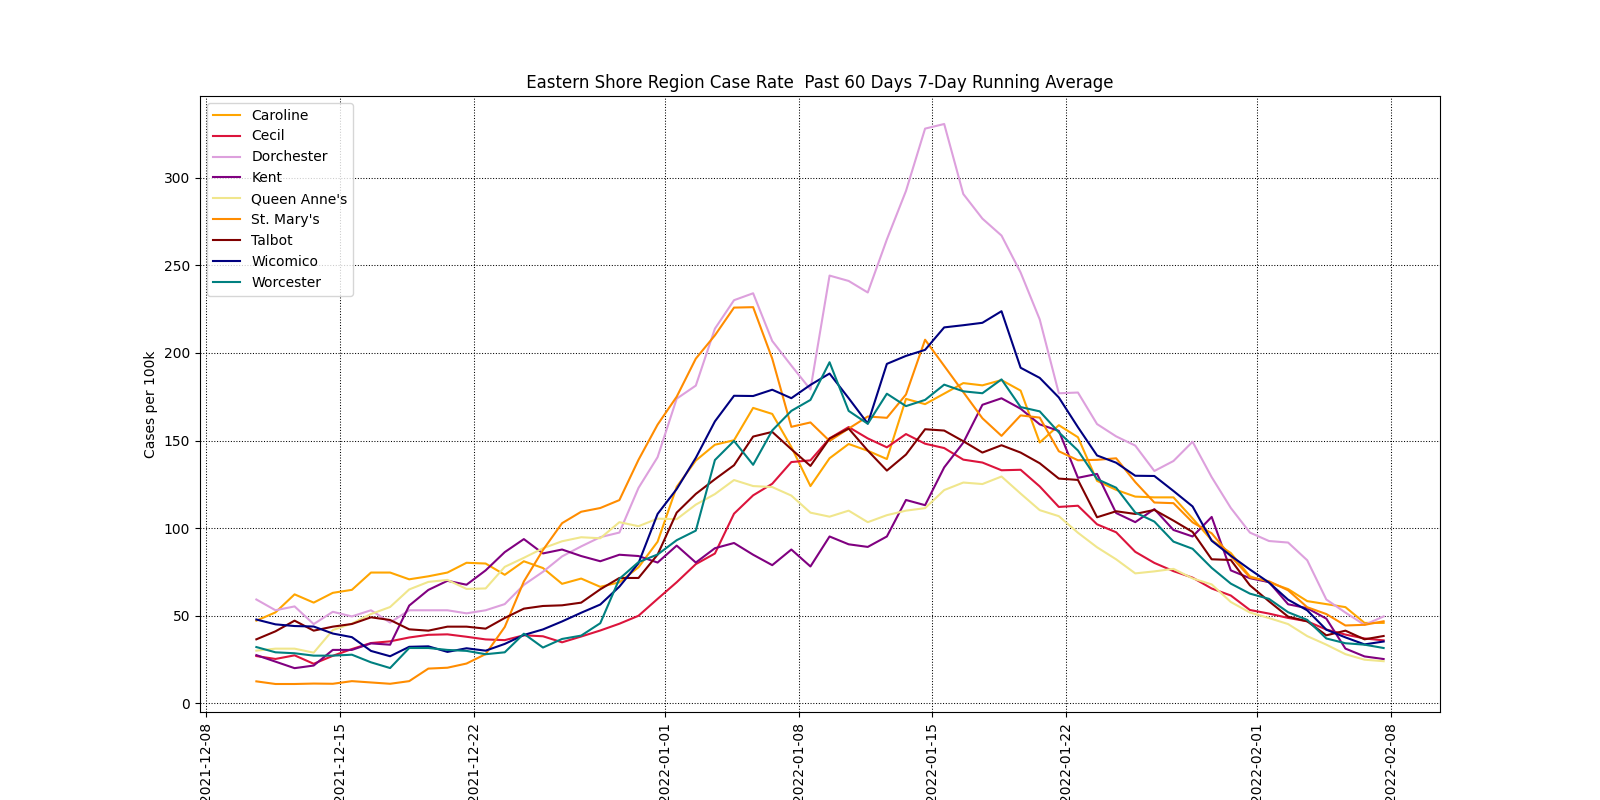 Eastern Shore Region Case Rate  Past 60 Days 7-Day Running Average
Caroline
Cecil
Dorchester
Kent
Queen Anne's
St. Mary's
Talbot
Wicomico
Worcester
Cases per 100k
300
250
200
150
100
50
0
2021-12-08
2021-12-15
2021-12-22
2022-01-01
2022-01-08
2022-01-15
2022-01-22
2022-02-01
2022-02-08